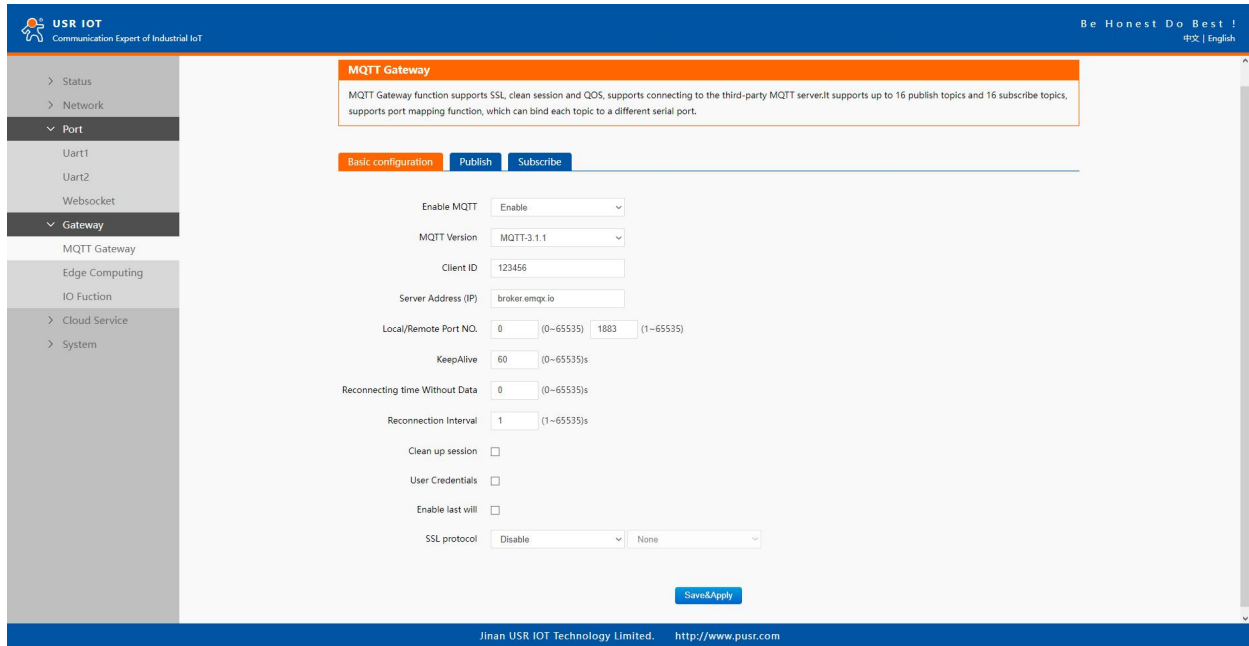 USR IOT
Communication Expert of Industrial IoT
Be Honest Do Best !
中文 | English
Status
Network
Port
Uart1
Uart2
Websocket
Gateway
MQTT Gateway
Edge Computing
IO Fuction
Cloud Service
System
MQTT Gateway
MQTT Gateway function supports SSL, clean session and QOS, supports connecting to the third-party MQTT server.It supports up to 16 publish topics and 16 subscribe topics,
supports port mapping function, which can bind each topic to a different serial port.
Basic configuration Publish Subscribe
Enable MQTT Enable
MQTT Version MQTT-3.1.1
Client ID 123456
Server Address (IP) broker.emqx.io
Local/Remote Port NO. 0 (0~65535) 1883 (1~65535)
KeepAlive 60 (0~65535)s
Reconnecting time Without Data 0 (0~65535)s
Reconnection Interval 1 (1~65535)s
Clean up session
User Credentials
Enable last will
SSL protocol Disable None
Save&Apply
Jinan USR IOT Technology Limited. http://www.pusr.com